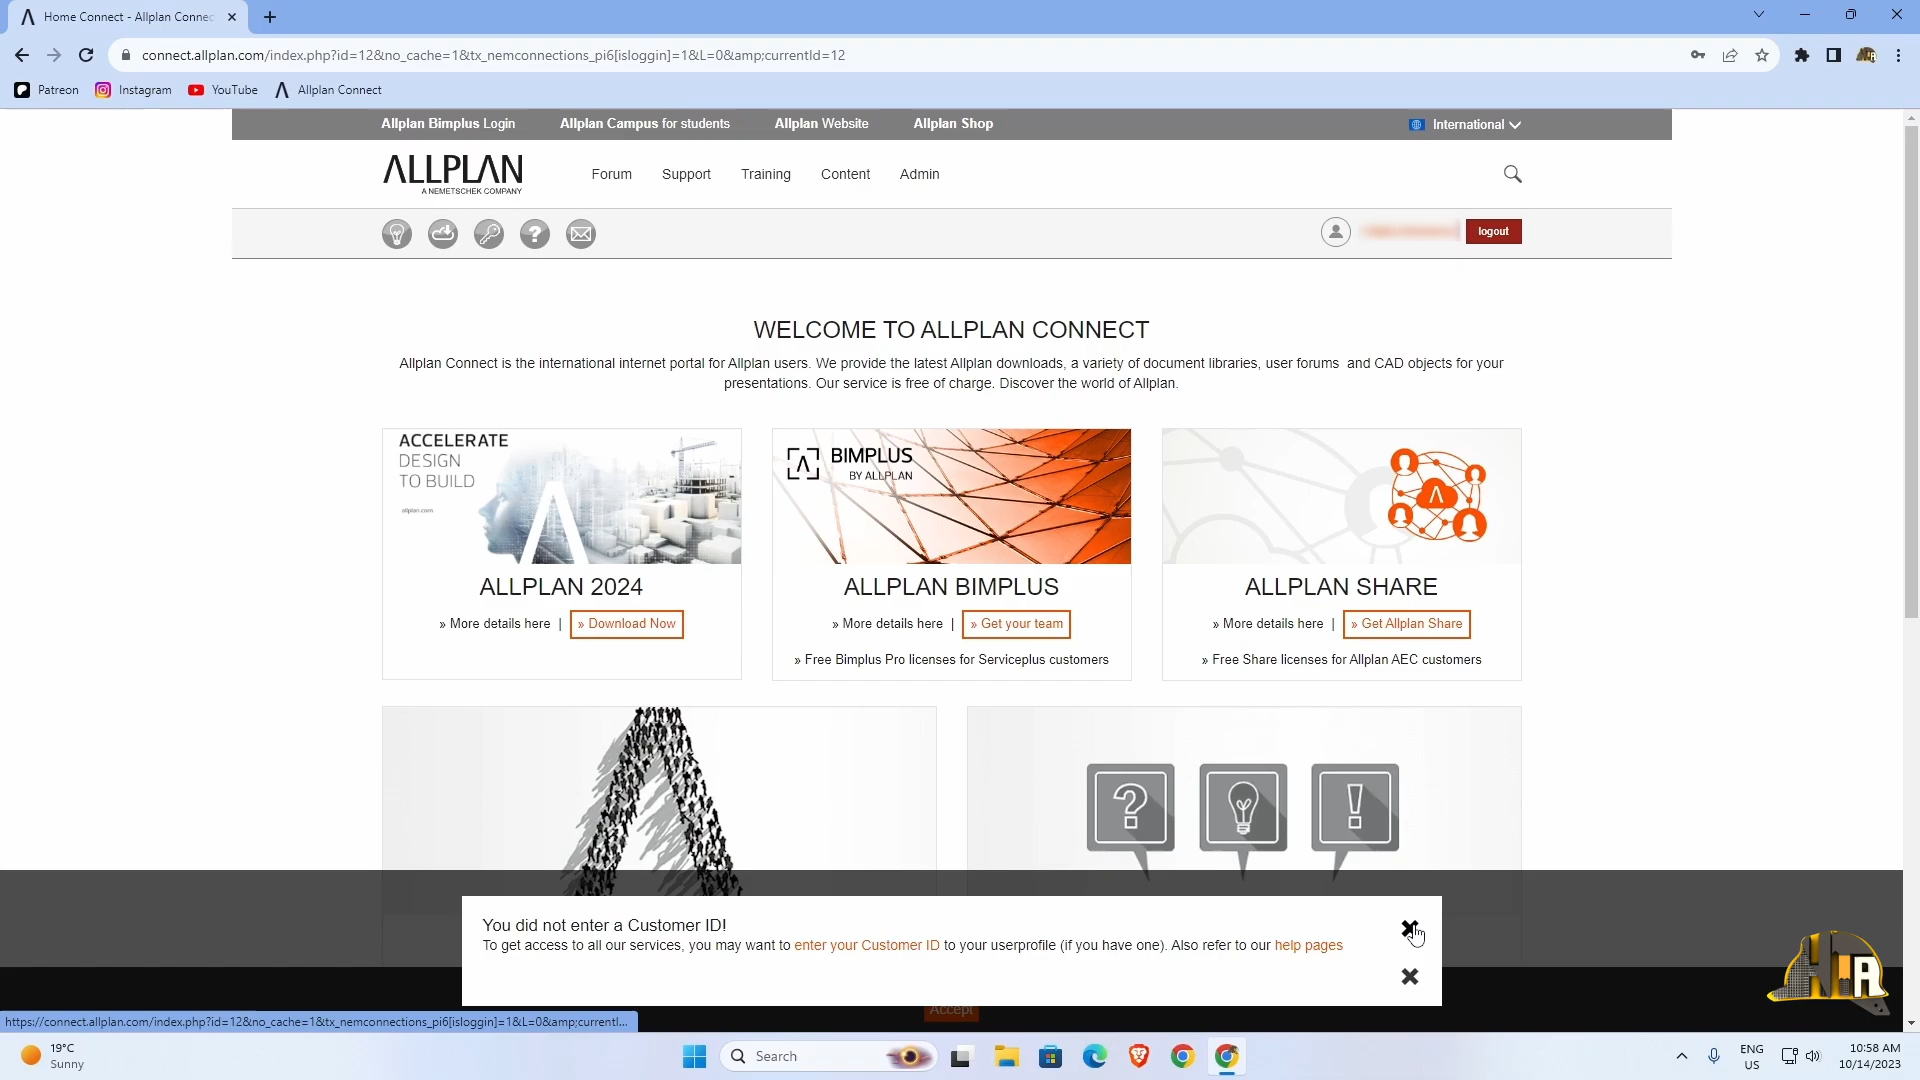 Home Connect - Allplan Connec
connect.allplan.com/index.php?id=12&no_cache=1&tx_nemconnections_pi6[isloggin]=1&L=0&amp;currentId=12
Patreon
Instagram
YouTube
Allplan Connect
Allplan Bimplus Login
Allplan Campus for students
Allplan Website
Allplan Shop
International
ALLPLAN
A NEMETSCHEK COMPANY
Forum
Support
Training
Content
Admin
logout
WELCOME TO ALLPLAN CONNECT
Allplan Connect is the international internet portal for Allplan users. We provide the latest Allplan downloads, a variety of document libraries, user forums and CAD objects for your
presentations. Our service is free of charge. Discover the world of Allplan.
ACCELERATE
DESIGN
TO BUILD
allplan.com
BIMPLUS
BY ALLPLAN
ALLPLAN 2024
» More details here | » Download Now
ALLPLAN BIMPLUS
» More details here | » Get your team
» Free Bimplus Pro licenses for Serviceplus customers
ALLPLAN SHARE
» More details here | » Get Allplan Share
» Free Share licenses for Allplan AEC customers
You did not enter a Customer ID!
To get access to all our services, you may want to enter your Customer ID to your userprofile (if you have one). Also refer to our help pages
Accept
https://connect.allplan.com/index.php?id=12&no_cache=1&tx_nemconnections_pi6[isloggin]=1&L=0&amp;currentI...
19°C
Sunny
Search
ENG
US
10:58 AM
10/14/2023